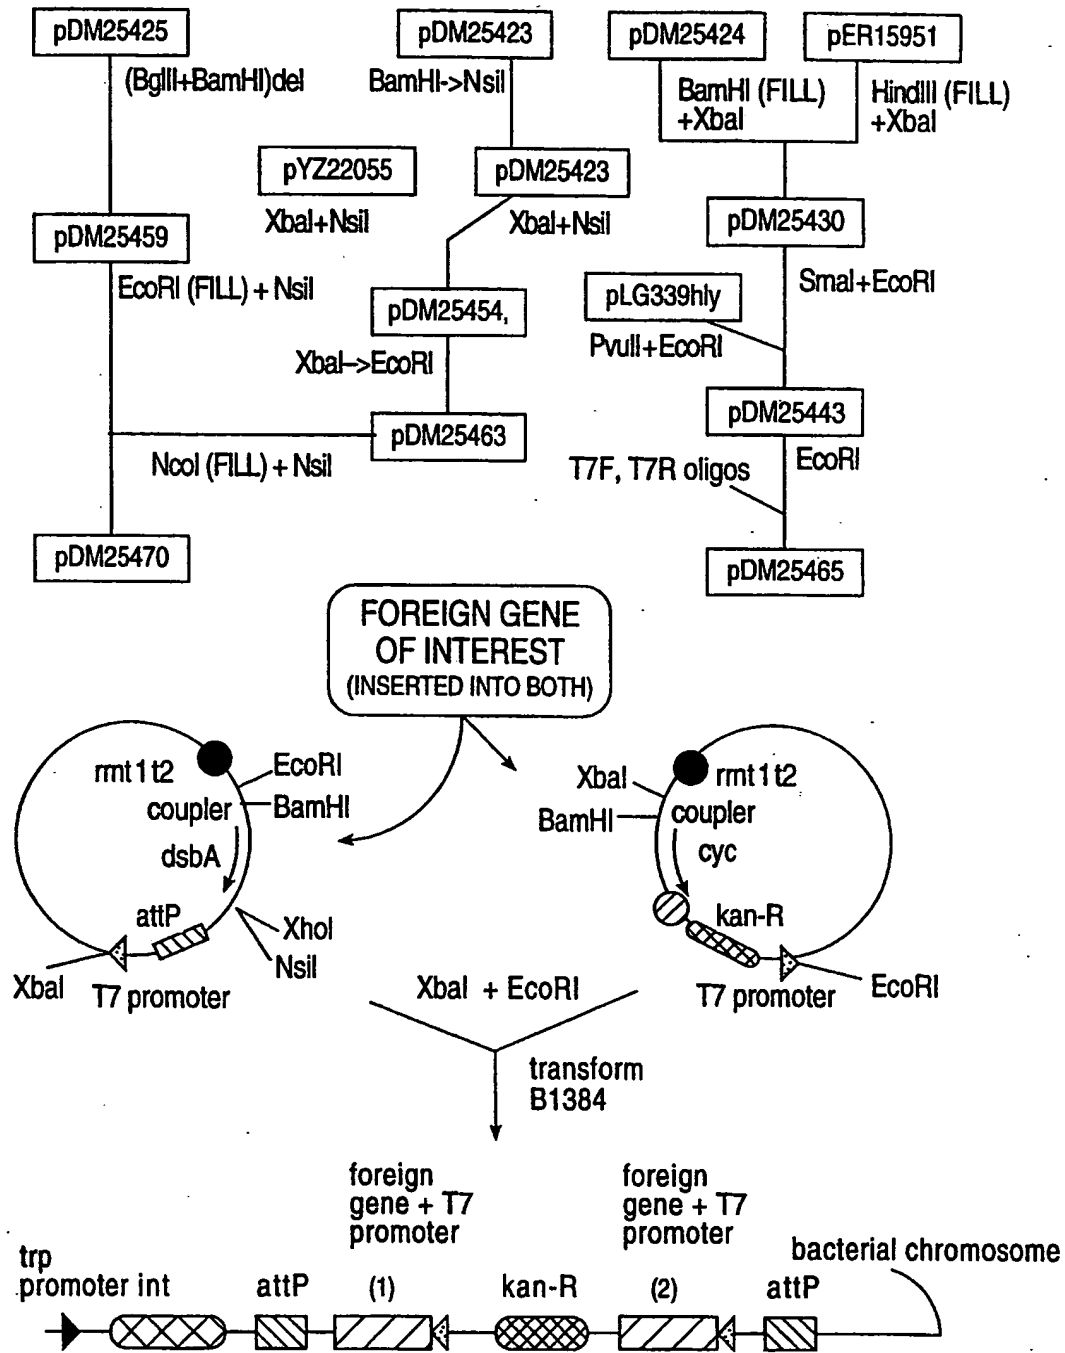 pDM25425
pDM25423
pDM25424
pER15951
(BglII+BamHI)del
BamHI->NsiI
BamHI (FILL)
+XbaI
HindIII (FILL)
+XbaI
pYZ22055
pDM25423
XbaI+NsiI
XbaI+NsiI
pDM25459
pDM25430
EcoRI (FILL) + NsiI
SmaI+EcoRI
pLG339hly
pDM25454,
PvuII+EcoRI
XbaI->EcoRI
pDM25443
pDM25463
EcoRI
NcoI (FILL) + NsiI
T7F, T7R oligos
pDM25470
pDM25465
FOREIGN GENE
OF INTEREST
(INSERTED INTO BOTH)
rrnt1t2
EcoRI
coupler
BamHI
dsbA
attP
XhoI
NsiI
XbaI
T7 promoter
XbaI
rrnt1t2
BamHI
coupler
cyc
kan-R
T7 promoter
EcoRI
XbaI + EcoRI
transform
B1384
foreign
gene + T7
promoter
foreign
gene + T7
promoter
bacterial chromosome
trp
promoter int
attP
(1)
kan-R
(2)
attP